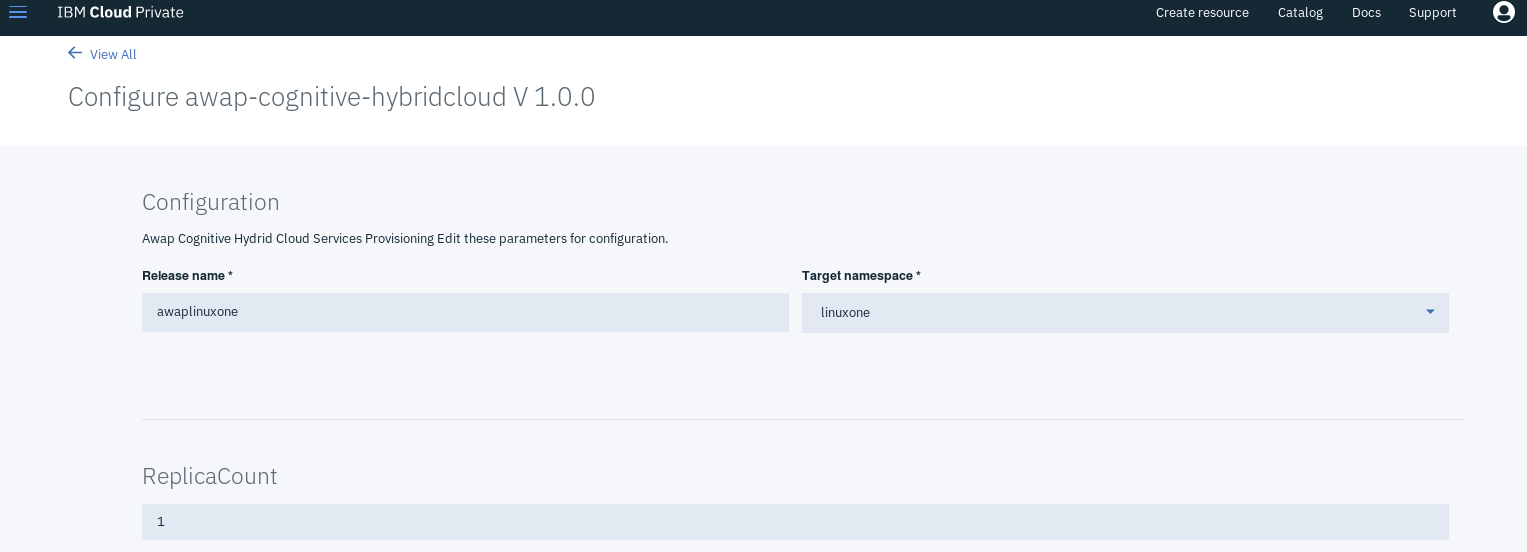 IBM Cloud Private
Create resource Catalog Docs Support
View All
Configure awap-cognitive-hybridcloud V 1.0.0
Configuration
Awap Cognitive Hydrid Cloud Services Provisioning Edit these parameters for configuration.
Release name * Target namespace *
awaplinuxone linuxone
ReplicaCount
1